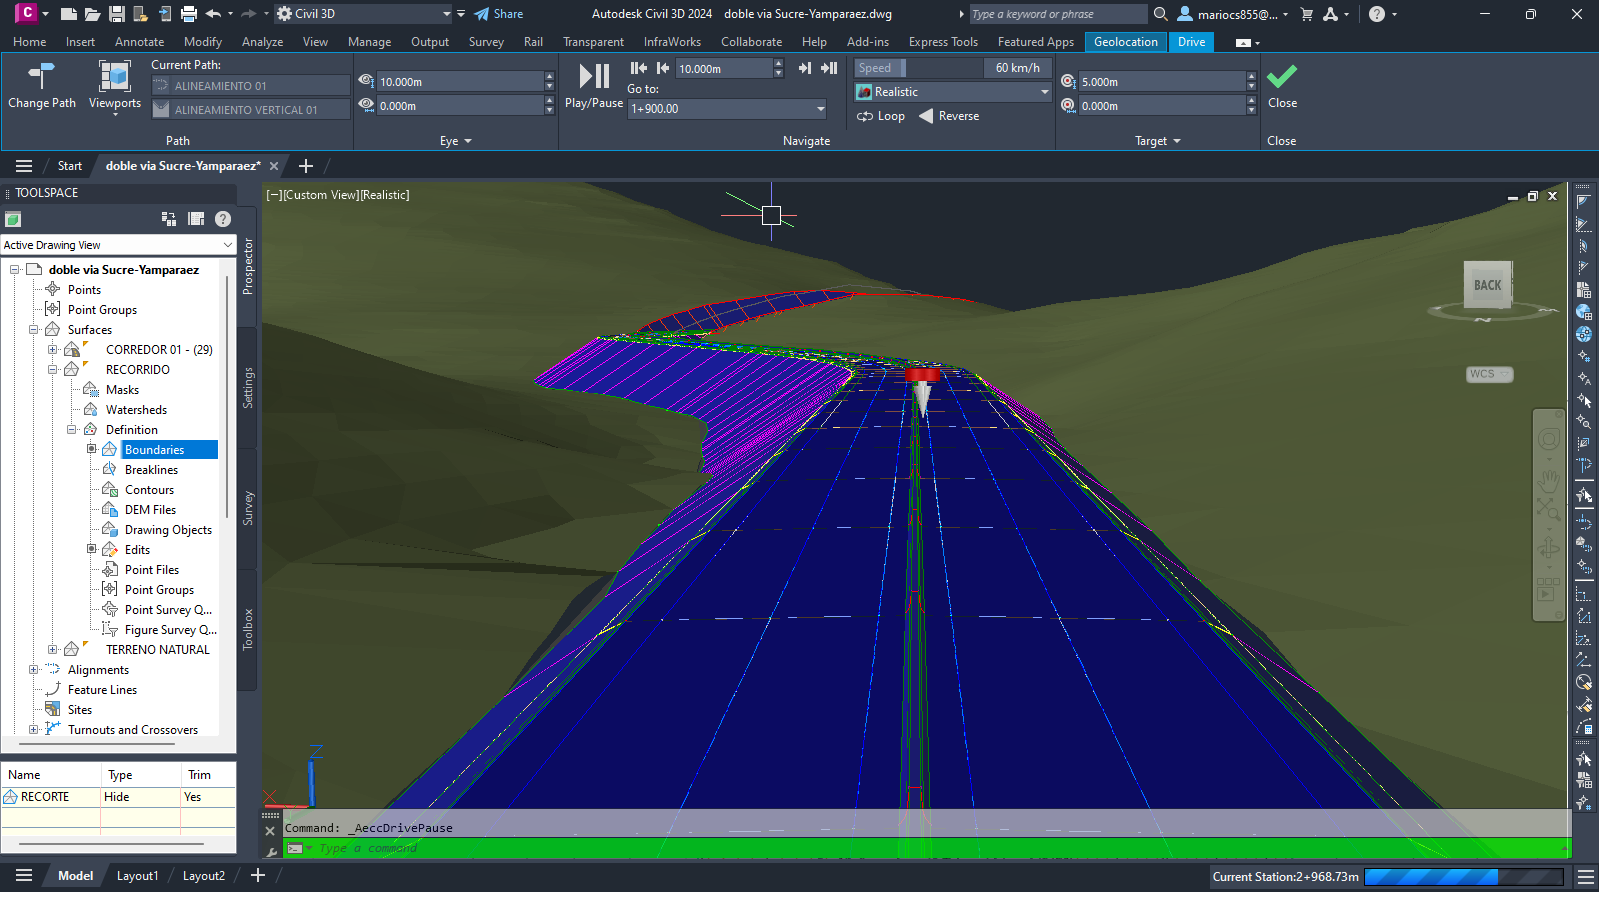 C
Civil 3D
Share
Autodesk Civil 3D 2024 doble via Sucre-Yamparaez.dwg
Type a keyword or phrase
mariocs855@...
Home Insert Annotate Modify Analyze View Manage Output Survey Rail Transparent InfraWorks Collaborate Help Add-ins Express Tools Featured Apps Geolocation Drive
Change Path
Viewports
Current Path:
ALINEAMIENTO 01
ALINEAMIENTO VERTICAL 01
Path
10.000m
0.000m
Eye
Play/Pause
10.000m
Go to:
1+900.00
Speed 60 km/h
Realistic
Loop Reverse
Navigate
5.000m
0.000m
Target
Close
Close
Start doble via Sucre-Yamparaez*
TOOLSPACE
Active Drawing View
doble via Sucre-Yamparaez
Points
Point Groups
Surfaces
CORREDOR 01 - (29)
RECORRIDO
Masks
Watersheds
Definition
Boundaries
Breaklines
Contours
DEM Files
Drawing Objects
Edits
Point Files
Point Groups
Point Survey Q...
Figure Survey Q...
TERRENO NATURAL
Alignments
Feature Lines
Sites
Turnouts and Crossovers
Prospector
Settings
Survey
Toolbox
Name Type Trim
RECORTE Hide Yes
[−][Custom View][Realistic]
BACK
N
WCS
Z
X
Command: _AeccDrivePause
Type a command
Model Layout1 Layout2
Current Station:2+968.73m